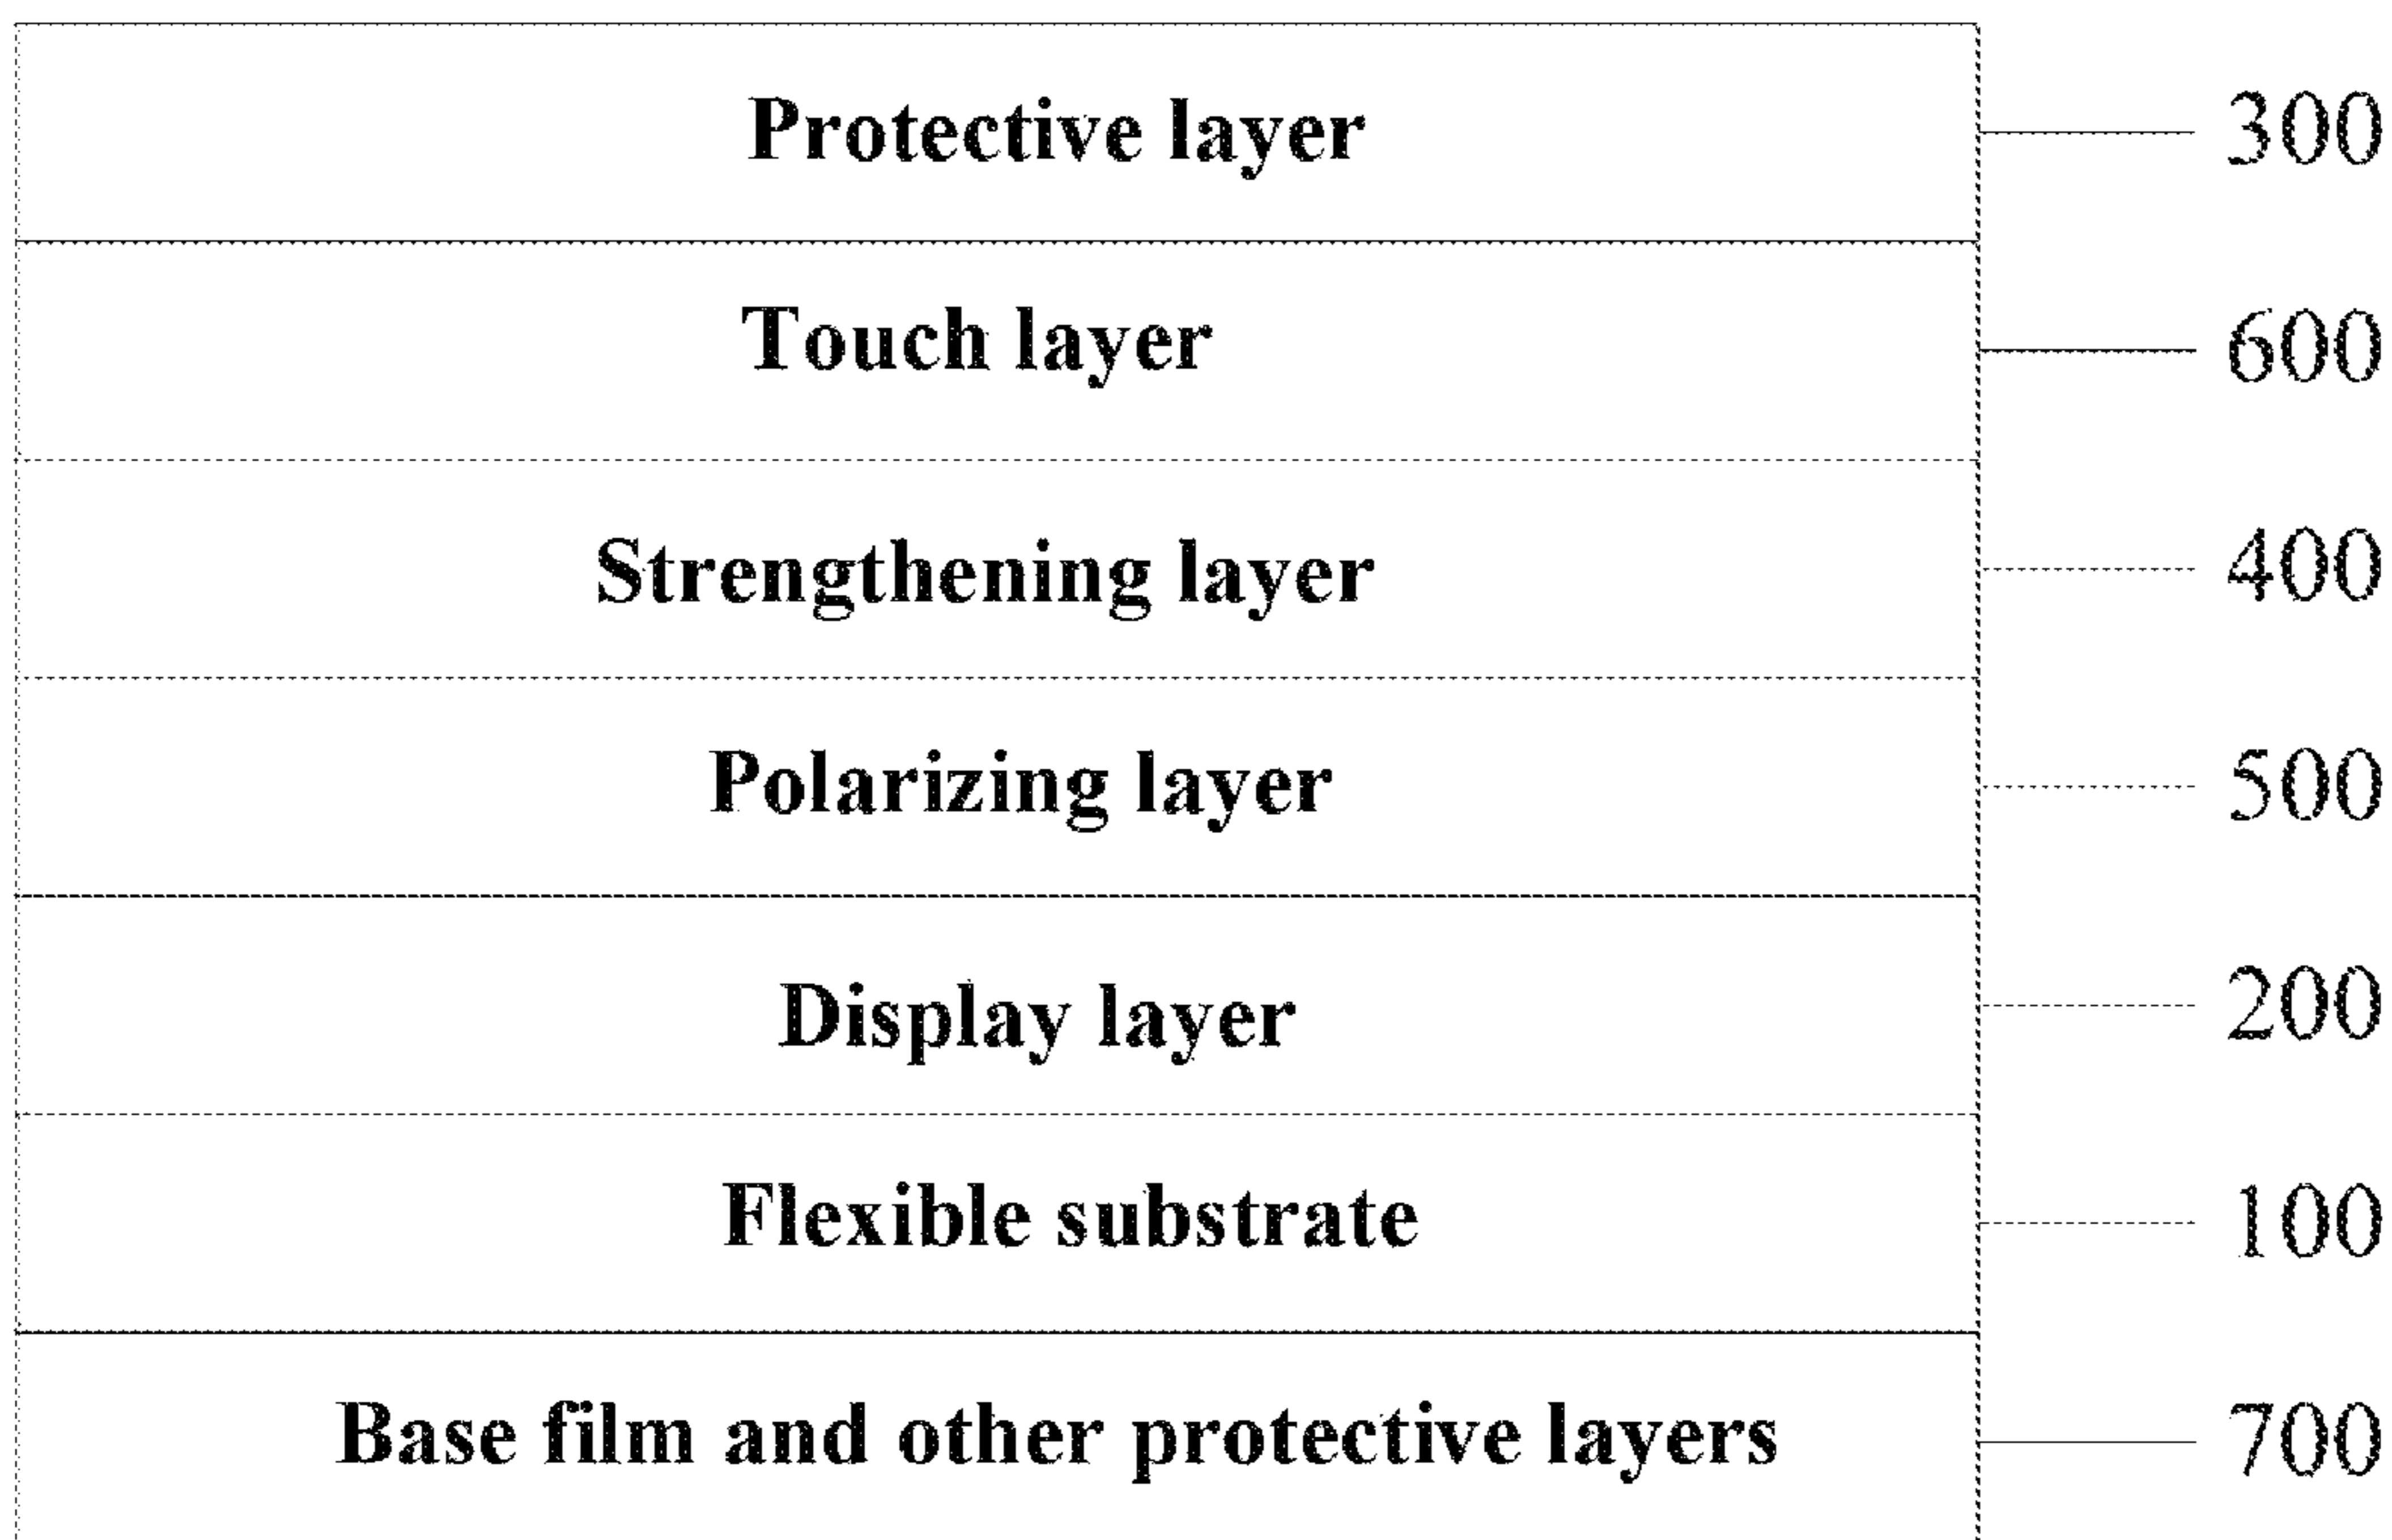 Protective layer 300
Touch layer 600
Strengthening layer 400
Polarizing layer 500
Display layer 200
Flexible substrate 100
Base film and other protective layers 700